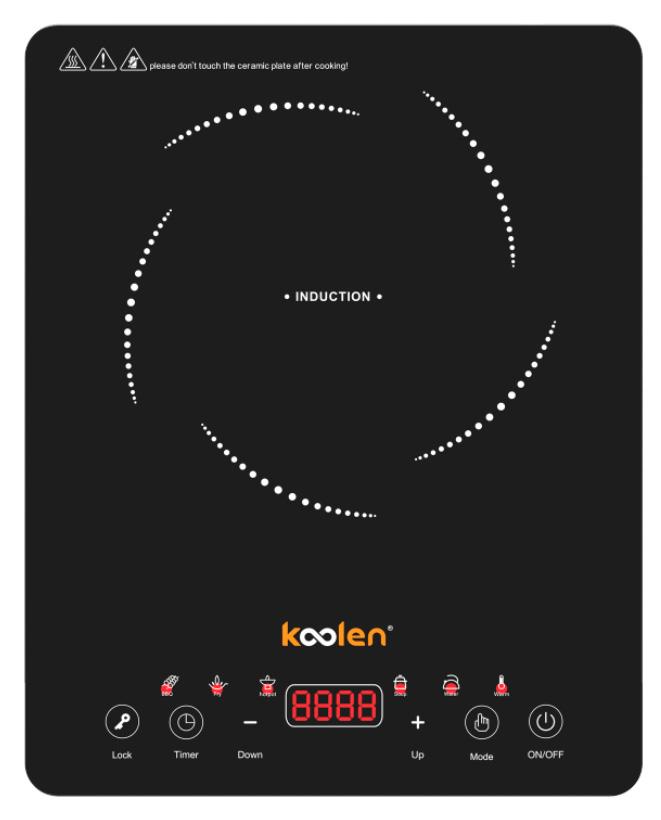 please don't touch the ceramic plate after cooking!
• INDUCTION •
koolen®
BBQ Fry Hotpot Soup Water Warm
8888
Lock Timer Down Up Mode ON/OFF